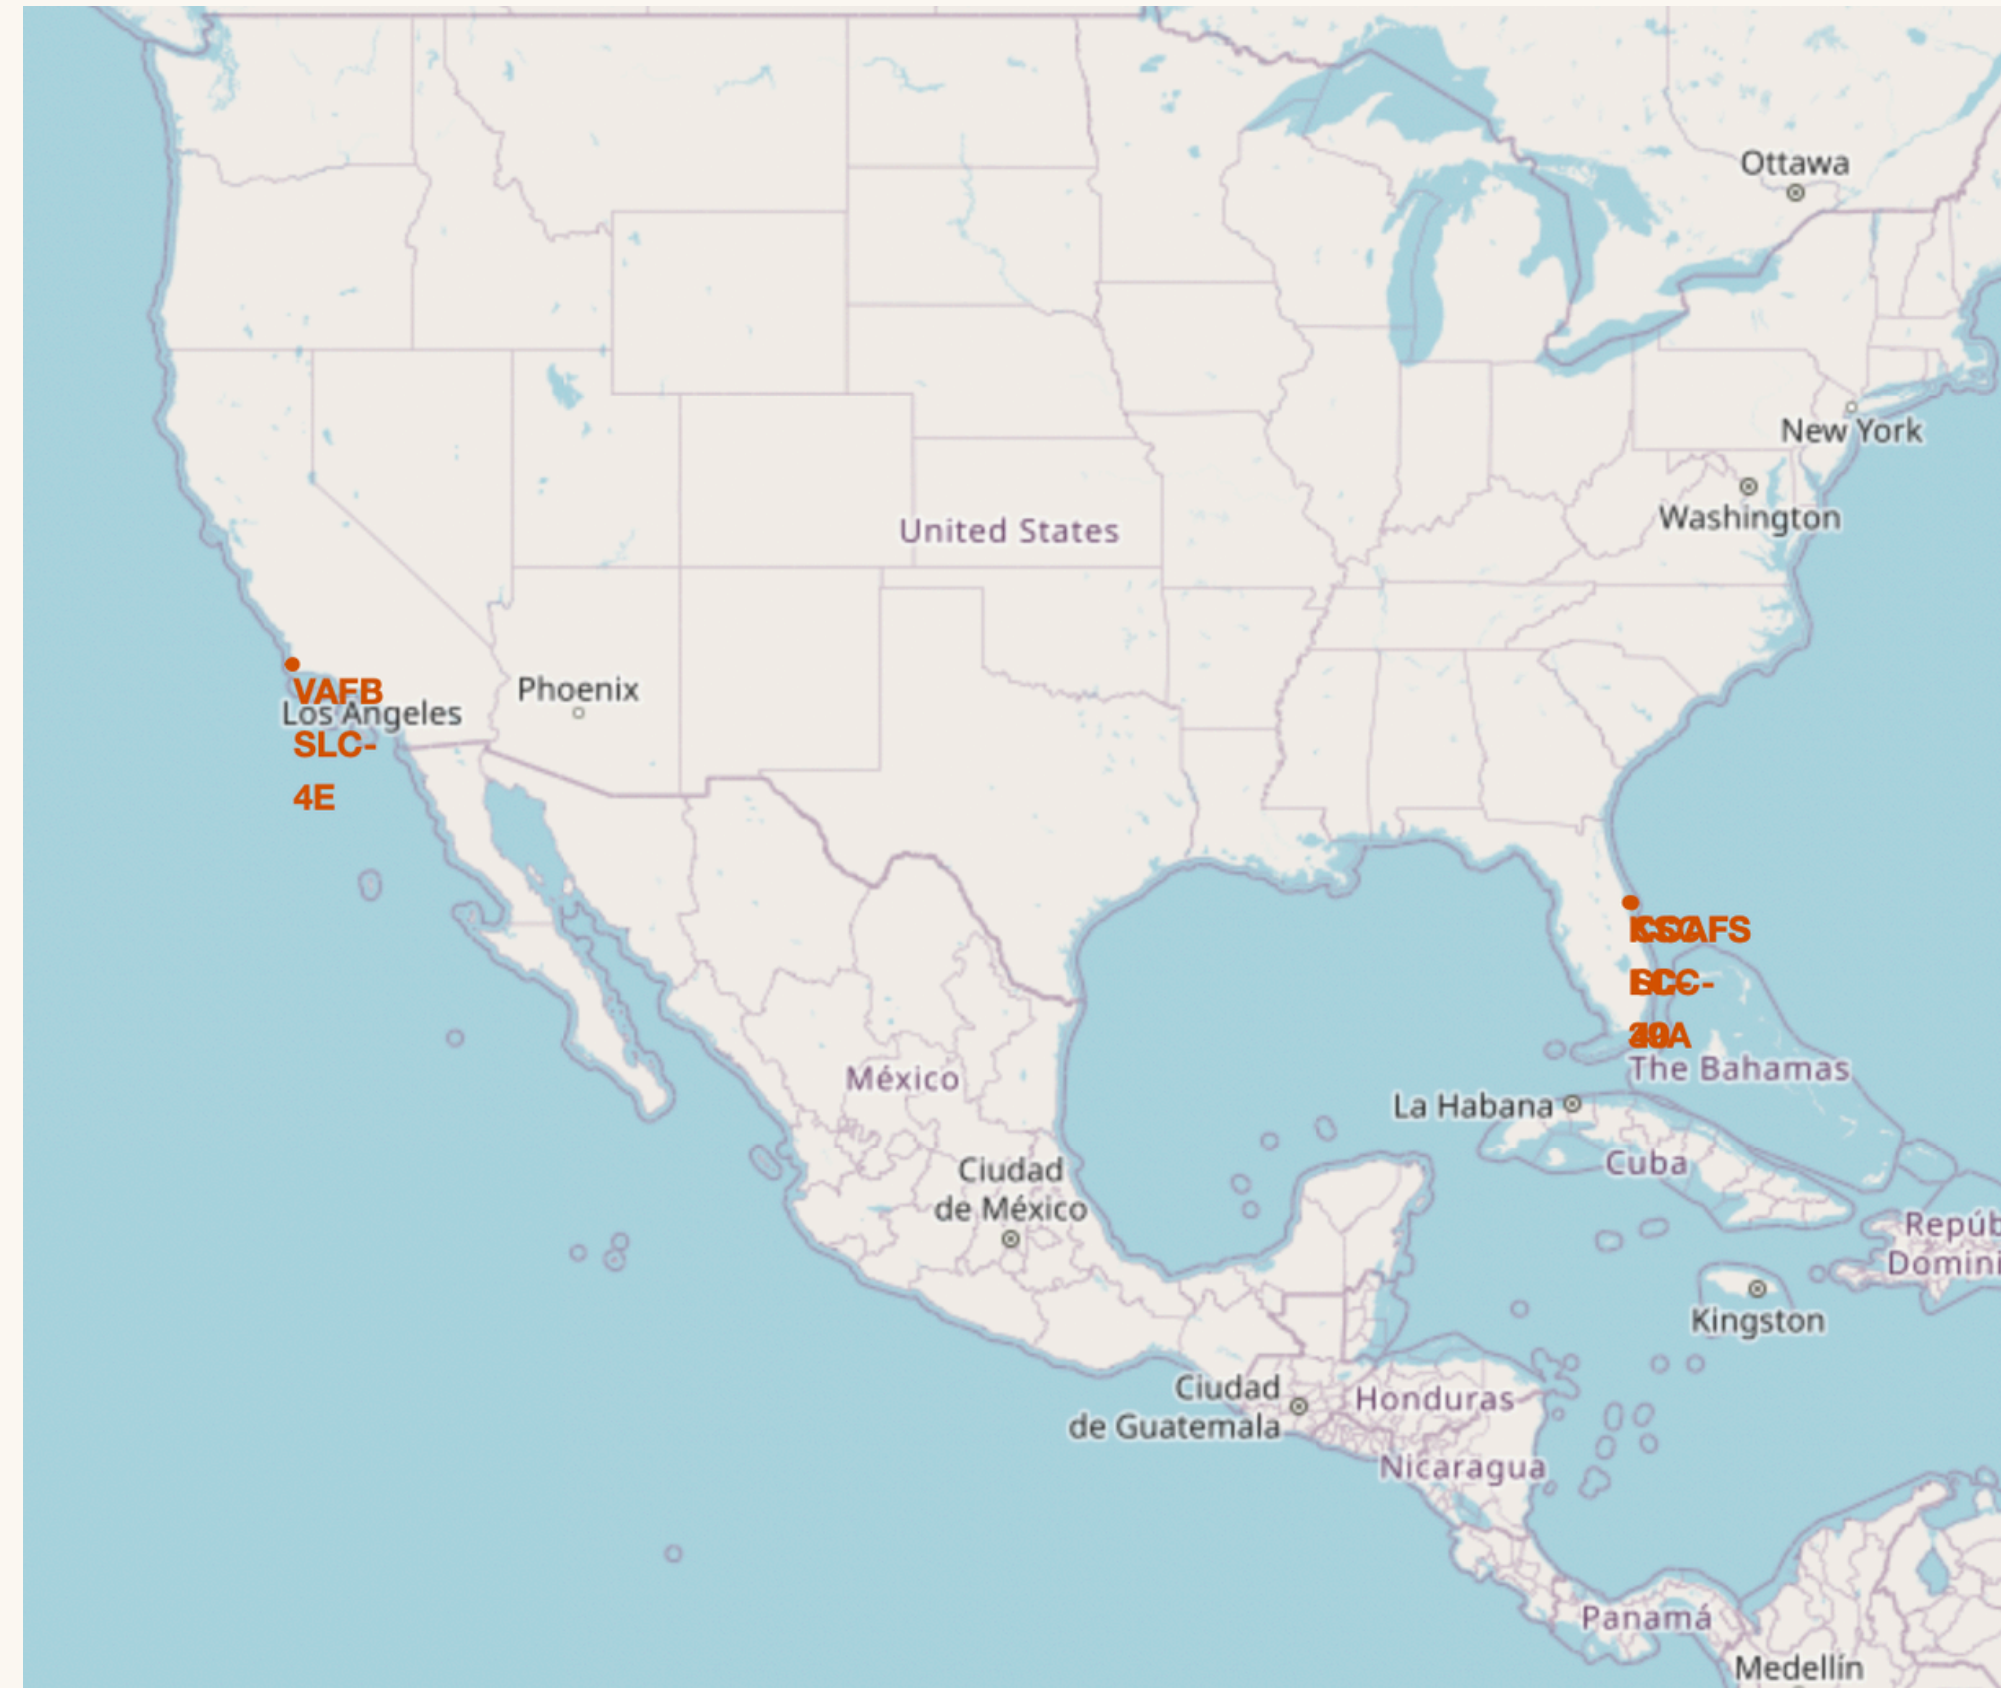 Ottawa
New York
Washington
United States
VAFB
Los Angeles
SLC-
4E
Phoenix
México
The Bahamas
La Habana
Cuba
Ciudad
de México
Repúb
Domini
Kingston
Ciudad
de Guatemala
Honduras
Nicaragua
Panamá
Medellín